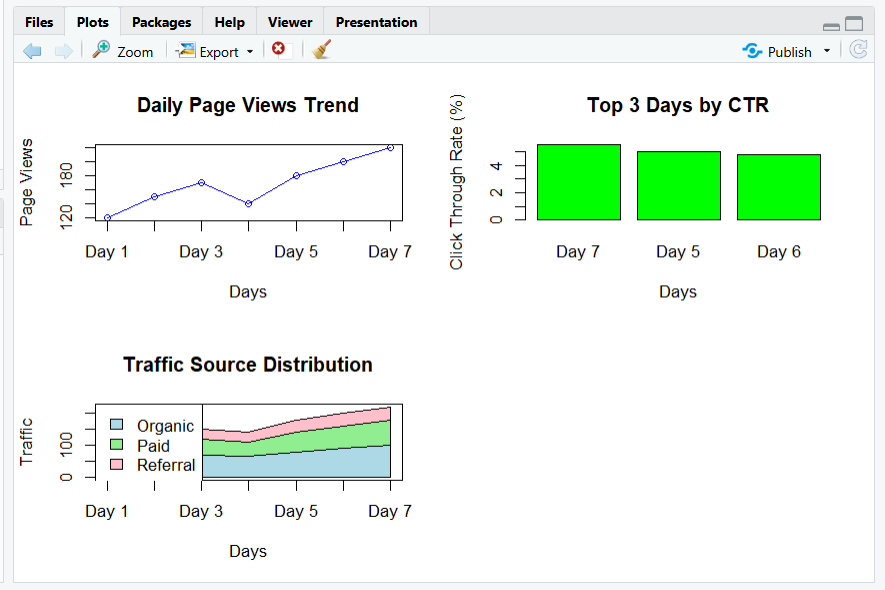 Files Plots Packages Help Viewer Presentation
Zoom Export Publish
Daily Page Views Trend
Page Views
120 180
Day 1 Day 3 Day 5 Day 7
Days
Top 3 Days by CTR
Click Through Rate (%)
0 2 4
Day 7 Day 5 Day 6
Days
Traffic Source Distribution
Traffic
0 100
Organic
Paid
Referral
Day 1 Day 3 Day 5 Day 7
Days